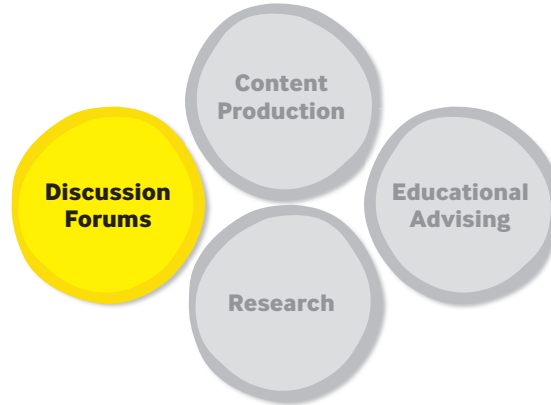 Content
Production
Discussion
Forums
Educational
Advising
Research